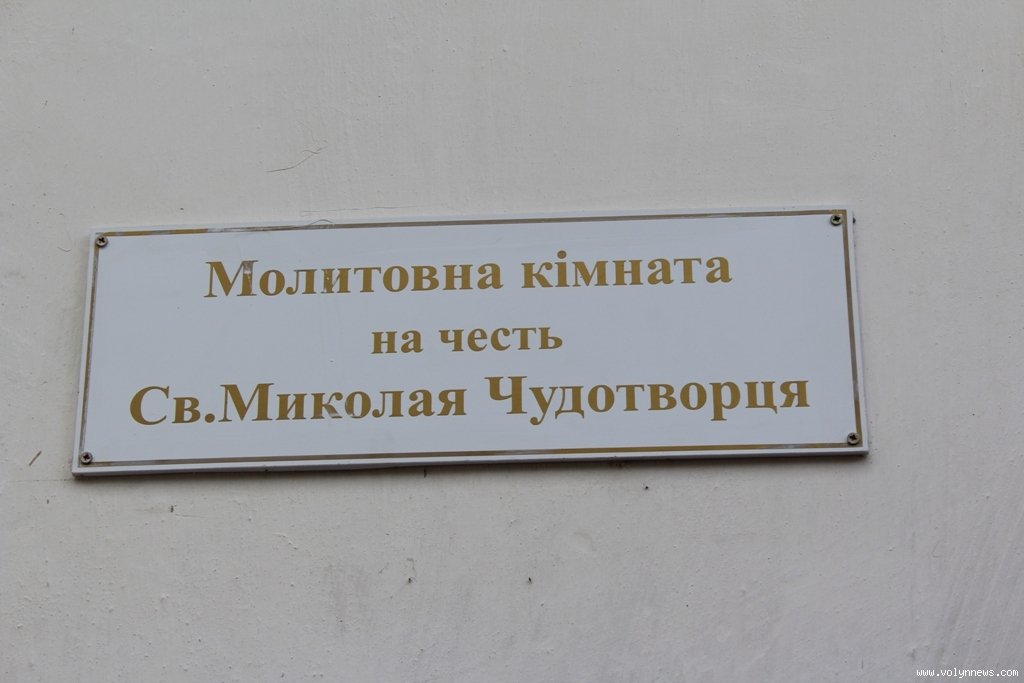 Молитовна кімната
на честь
Св.Миколая Чудотворця
www.volynnews.com